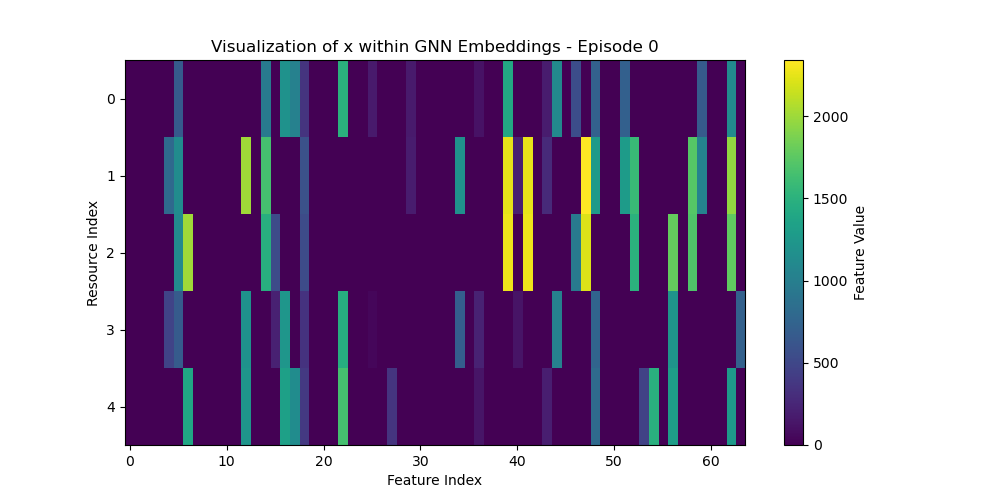 Visualization of x within GNN Embeddings - Episode 0
Resource Index
0
1
2
3
4
0 10 20 30 40 50 60
Feature Index
2000
1500
1000
500
0
Feature Value